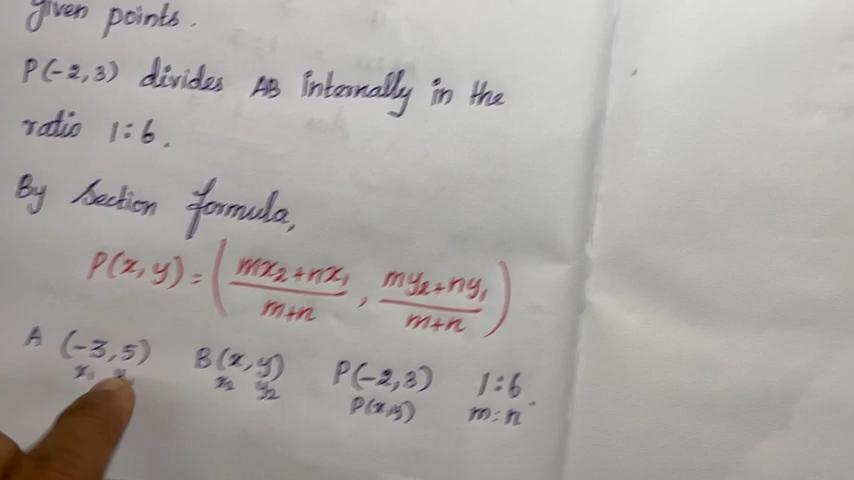 given points.
P(-2,3) divides AB internally in the
ratio 1:6.
By Section formula,
P(x,y) = (mx₂+nx₁/m+n, my₂+ny₁/m+n)
A (-3,5) B(x,y) P(-2,3) 1:6.
x₁ y₁ x₂ y₂ P(x,y) m:n